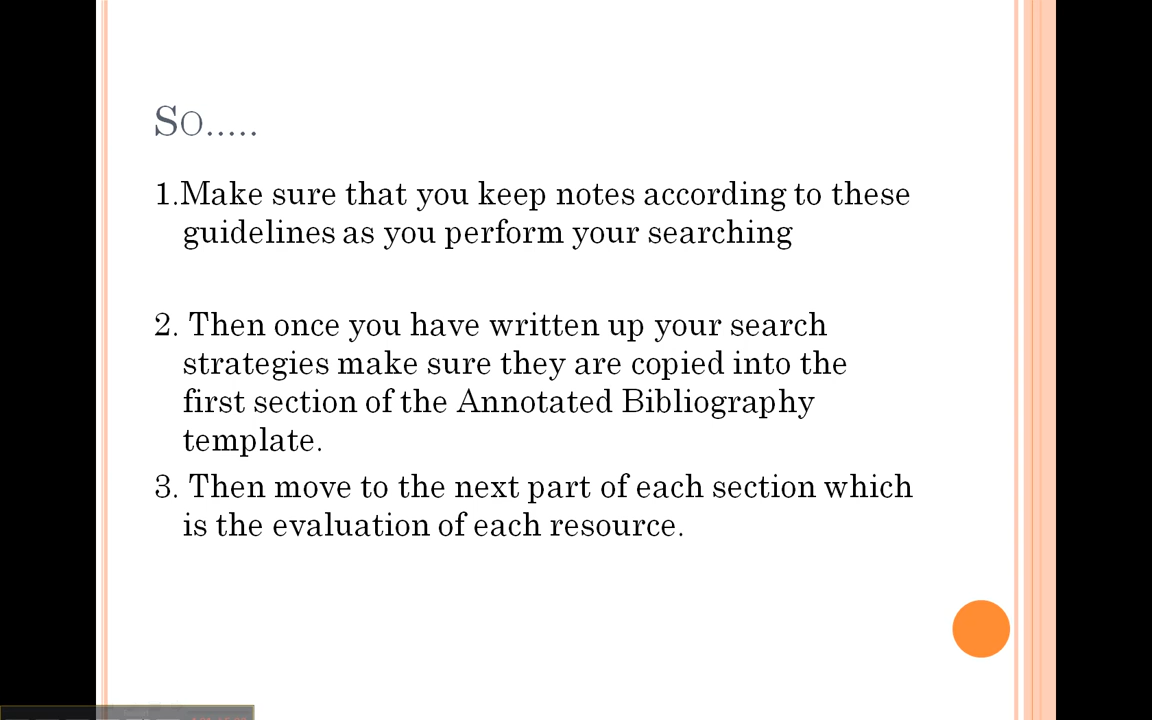 So.....
1.Make sure that you keep notes according to these
guidelines as you perform your searching
2. Then once you have written up your search
strategies make sure they are copied into the
first section of the Annotated Bibliography
template.
3. Then move to the next part of each section which
is the evaluation of each resource.